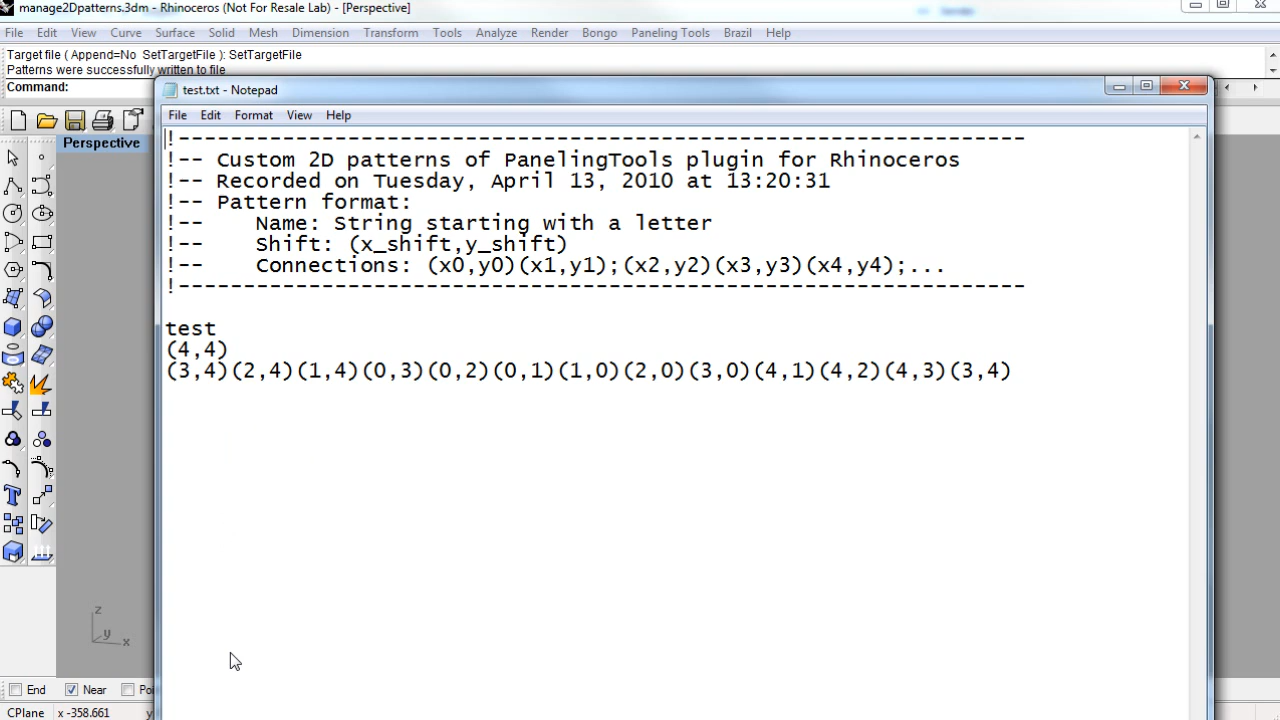 manage2Dpatterns.3dm - Rhinoceros (Not For Resale Lab) - [Perspective]
File Edit View Curve Surface Solid Mesh Dimension Transform Tools Analyze Render Bongo Paneling Tools Brazil Help
Target file ( Append=No SetTargetFile ): SetTargetFile
Patterns were successfully written to file
Command:
test.txt - Notepad
File Edit Format View Help
Perspective
!------------------------------------------------------------------
!-- Custom 2D patterns of PanelingTools plugin for Rhinoceros
!-- Recorded on Tuesday, April 13, 2010 at 13:20:31
!-- Pattern format:
!-- Name: String starting with a letter
!-- Shift: (x_shift,y_shift)
!-- Connections: (x0,y0)(x1,y1);(x2,y2)(x3,y3)(x4,y4);...
!------------------------------------------------------------------
test
(4,4)
(3,4)(2,4)(1,4)(0,3)(0,2)(0,1)(1,0)(2,0)(3,0)(4,1)(4,2)(4,3)(3,4)
z
y
x
End Near
CPlane x -358.661 y